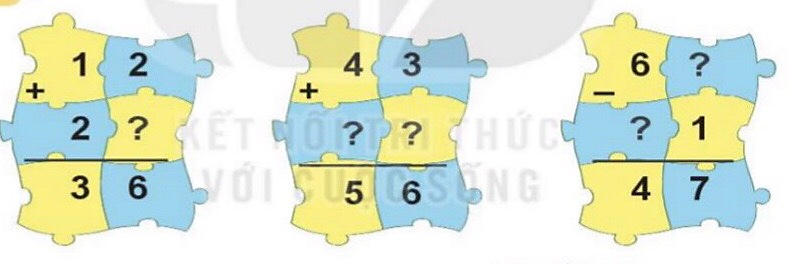 1 2 4 3 6 ?
+ + −
2 ? ? ? ? 1
3 6 5 6 4 7
KẾT NỐI TRI THỨC
VỚI CUỘC SỐNG